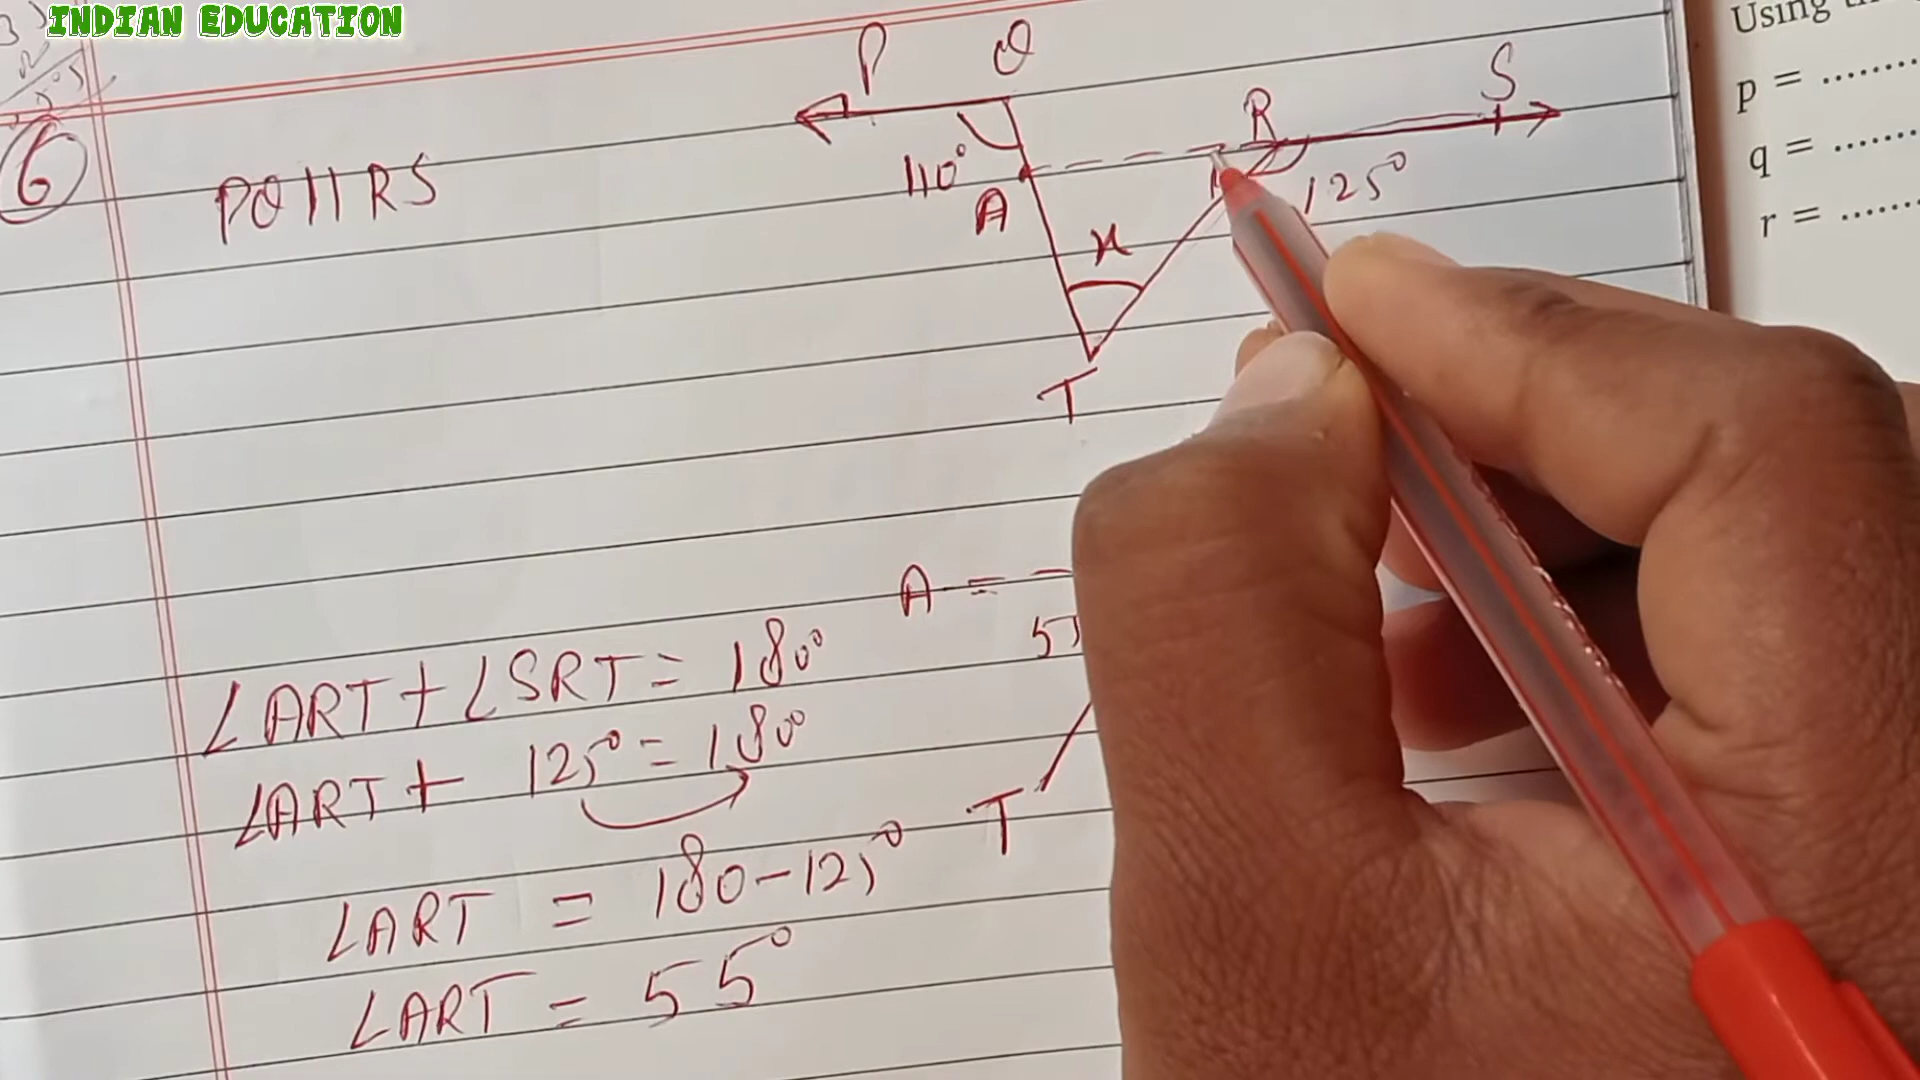 INDIAN EDUCATION
Using
p = ........
q = ........
r = ........
6
PQ || RS
P Q R S
110°
A
125°
x
T
A
55
T
∠ART + ∠SRT = 180°
∠ART + 125° = 180°
∠ART = 180 - 125°
∠ART = 55°